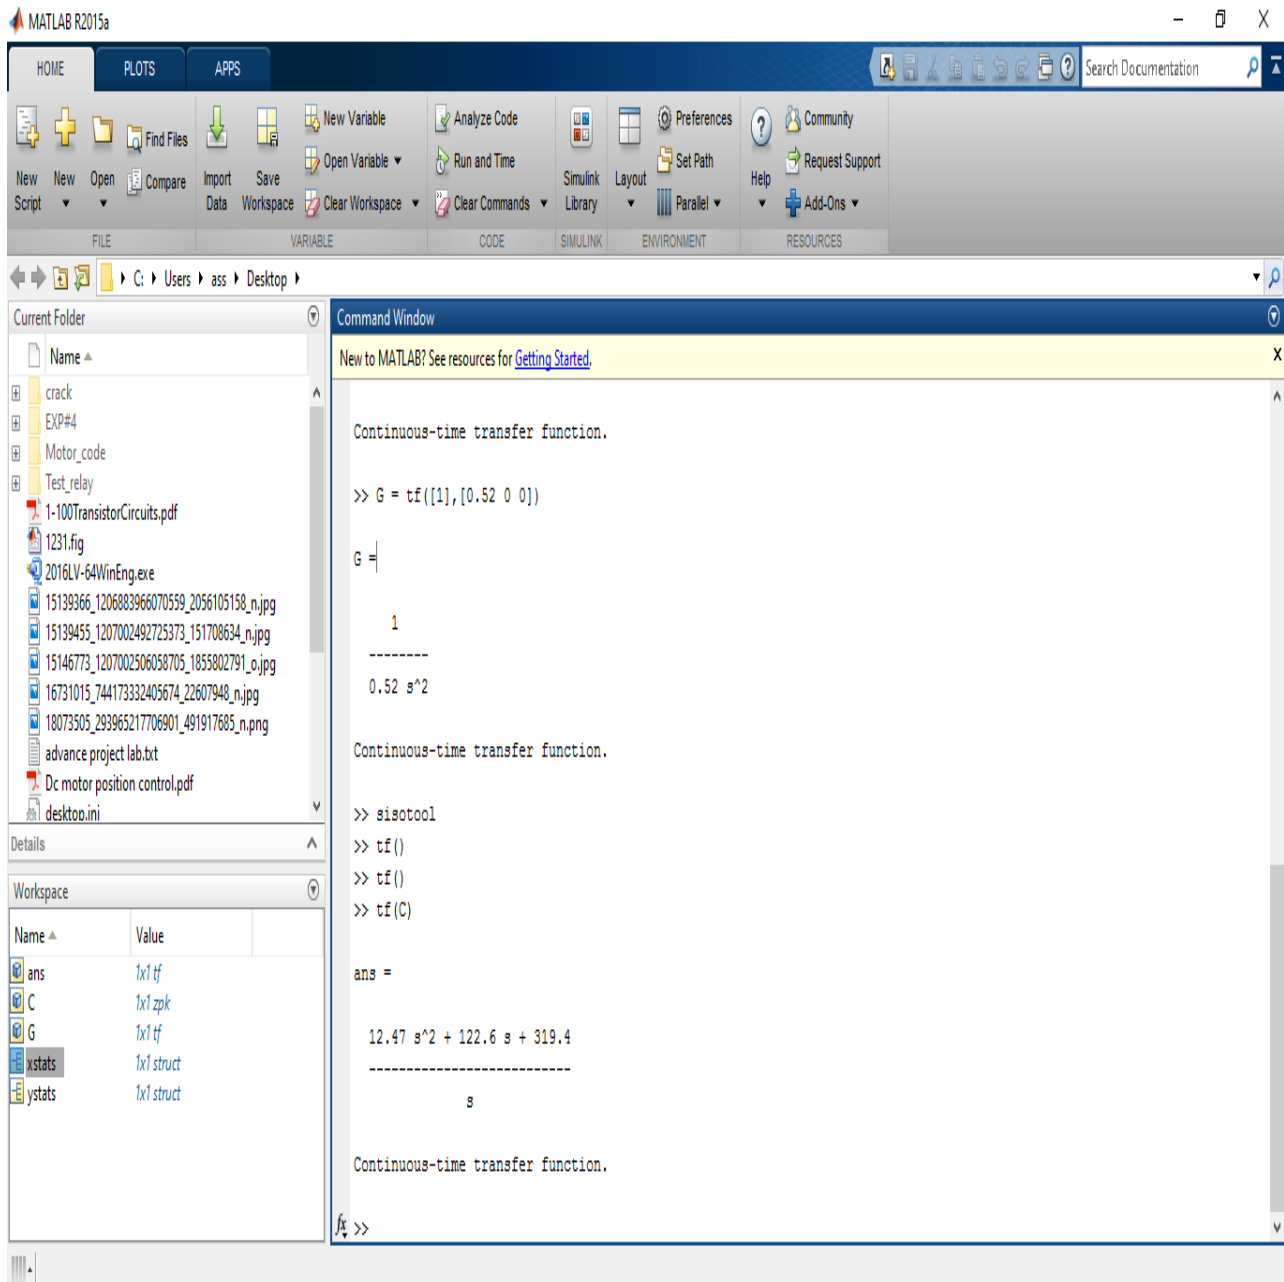 MATLAB R2015a
HOME PLOTS APPS
Search Documentation
New Script
New
Open
Find Files
Compare
Import Data
Save Workspace
New Variable
Open Variable
Clear Workspace
Analyze Code
Run and Time
Clear Commands
Simulink Library
Layout
Preferences
Set Path
Parallel
Help
Community
Request Support
Add-Ons
FILE VARIABLE CODE SIMULINK ENVIRONMENT RESOURCES
C: Users ass Desktop
Current Folder
Name
crack
EXP#4
Motor_code
Test_relay
1-100TransistorCircuits.pdf
1231.fig
2016LV-64WinEng.exe
15139366_1206883966070559_2056105158_n.jpg
15139455_1207002492725373_151708634_n.jpg
15146773_1207002506058705_1855802791_o.jpg
16731015_744173332405674_22607948_n.jpg
18073505_293965217706901_491917685_n.png
advance project lab.txt
Dc motor position control.pdf
desktop.ini
Details
Workspace
Name Value
ans 1x1 tf
C 1x1 zpk
G 1x1 tf
xstats 1x1 struct
ystats 1x1 struct
Command Window
New to MATLAB? See resources for Getting Started.
Continuous-time transfer function.
>> G = tf([1],[0.52 0 0])
G =
1
--------
0.52 s^2
Continuous-time transfer function.
>> sisotool
>> tf()
>> tf()
>> tf(C)
ans =
12.47 s^2 + 122.6 s + 319.4
---------------------------
s
Continuous-time transfer function.
fx >>